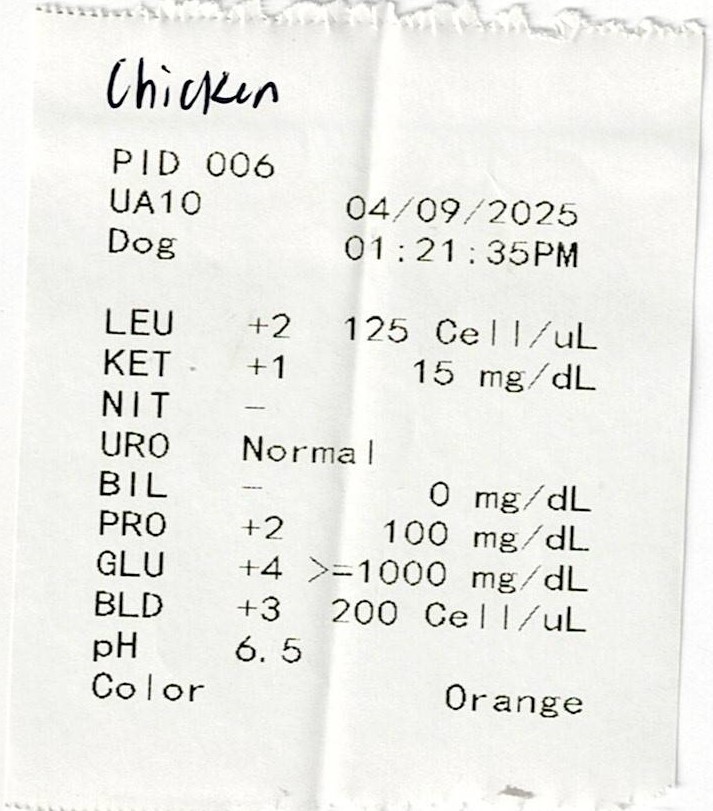 Chicken
PID 006
UA10 04/09/2025
Dog 01:21:35PM
LEU +2 125 Cell/uL
KET +1 15 mg/dL
NIT -
URO Normal
BIL - 0 mg/dL
PRO +2 100 mg/dL
GLU +4 >=1000 mg/dL
BLD +3 200 Cell/uL
pH 6.5
Color Orange